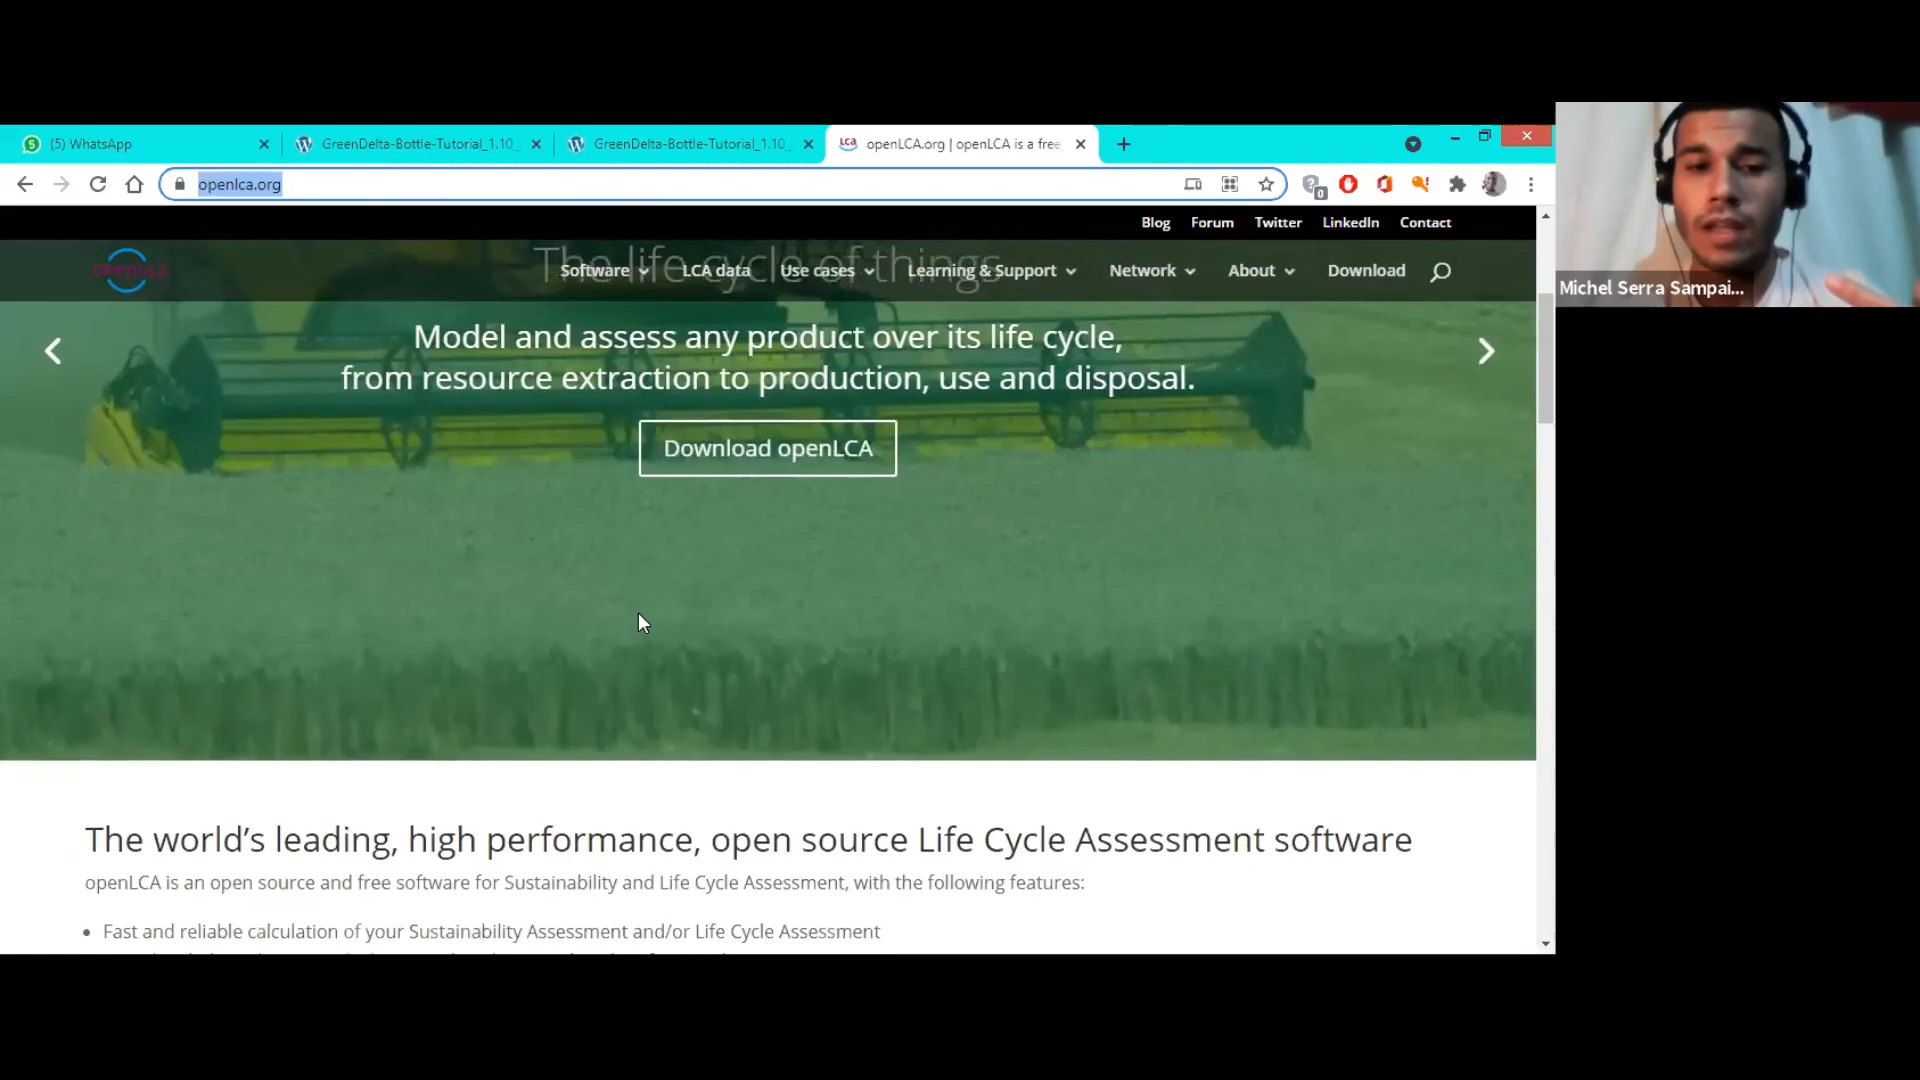 (5) WhatsApp
GreenDelta-Bottle-Tutorial_1.10_
GreenDelta-Bottle-Tutorial_1.10_
openLCA.org | openLCA is a free
openlca.org
0
Blog Forum Twitter LinkedIn Contact
openLCA
The life cycle of things
Software LCA data Use cases Learning & Support Network About Download
Model and assess any product over its life cycle,
from resource extraction to production, use and disposal.
Download openLCA
The world’s leading, high performance, open source Life Cycle Assessment software
openLCA is an open source and free software for Sustainability and Life Cycle Assessment, with the following features:
• Fast and reliable calculation of your Sustainability Assessment and/or Life Cycle Assessment
Michel Serra Sampai...